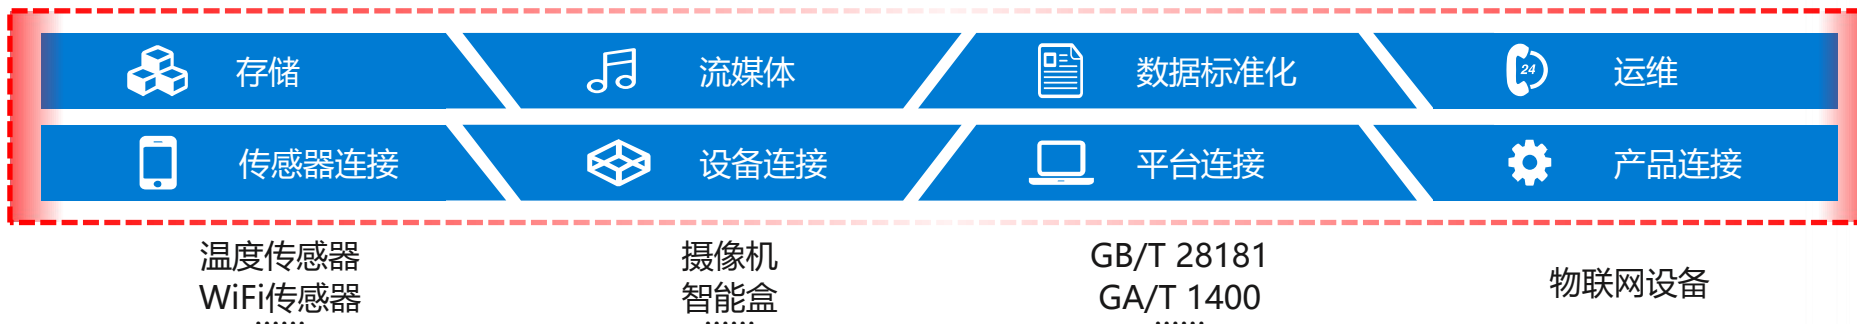 存储
流媒体
数据标准化
24
运维
传感器连接
设备连接
平台连接
产品连接
温度传感器
WiFi传感器
......
摄像机
智能盒
......
GB/T 28181
GA/T 1400
......
物联网设备